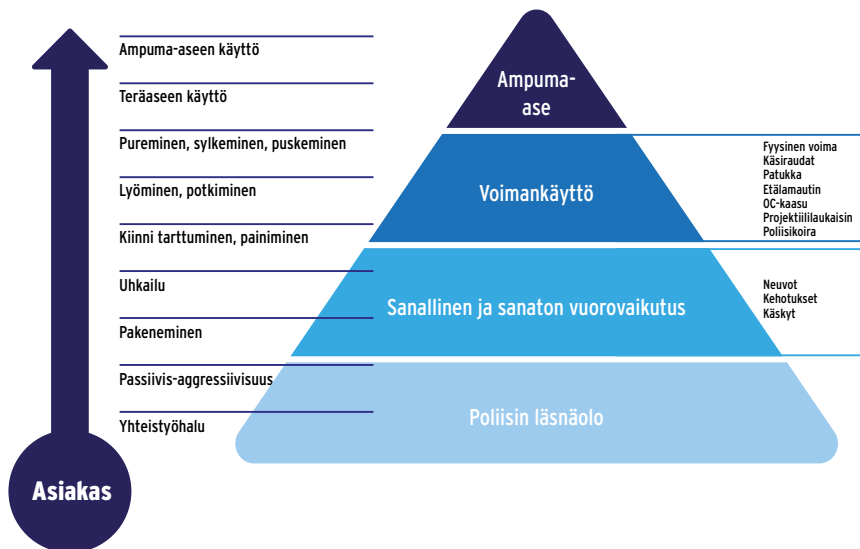 Ampuma-aseen käyttö
Teräaseen käyttö
Pureminen, sylkeminen, puskeminen
Lyöminen, potkiminen
Kiinni tarttuminen, painiminen
Uhkailu
Pakeneminen
Passiivis-aggressiivisuus
Yhteistyöhalu
Asiakas
Ampuma-
ase
Voimankäyttö
Sanallinen ja sanaton vuorovaikutus
Poliisin läsnäolo
Fyysinen voima
Käsiraudat
Patukka
Etälamautin
OC-kaasu
Projektiililaukaisin
Poliisikoira
Neuvot
Kehotukset
Käskyt